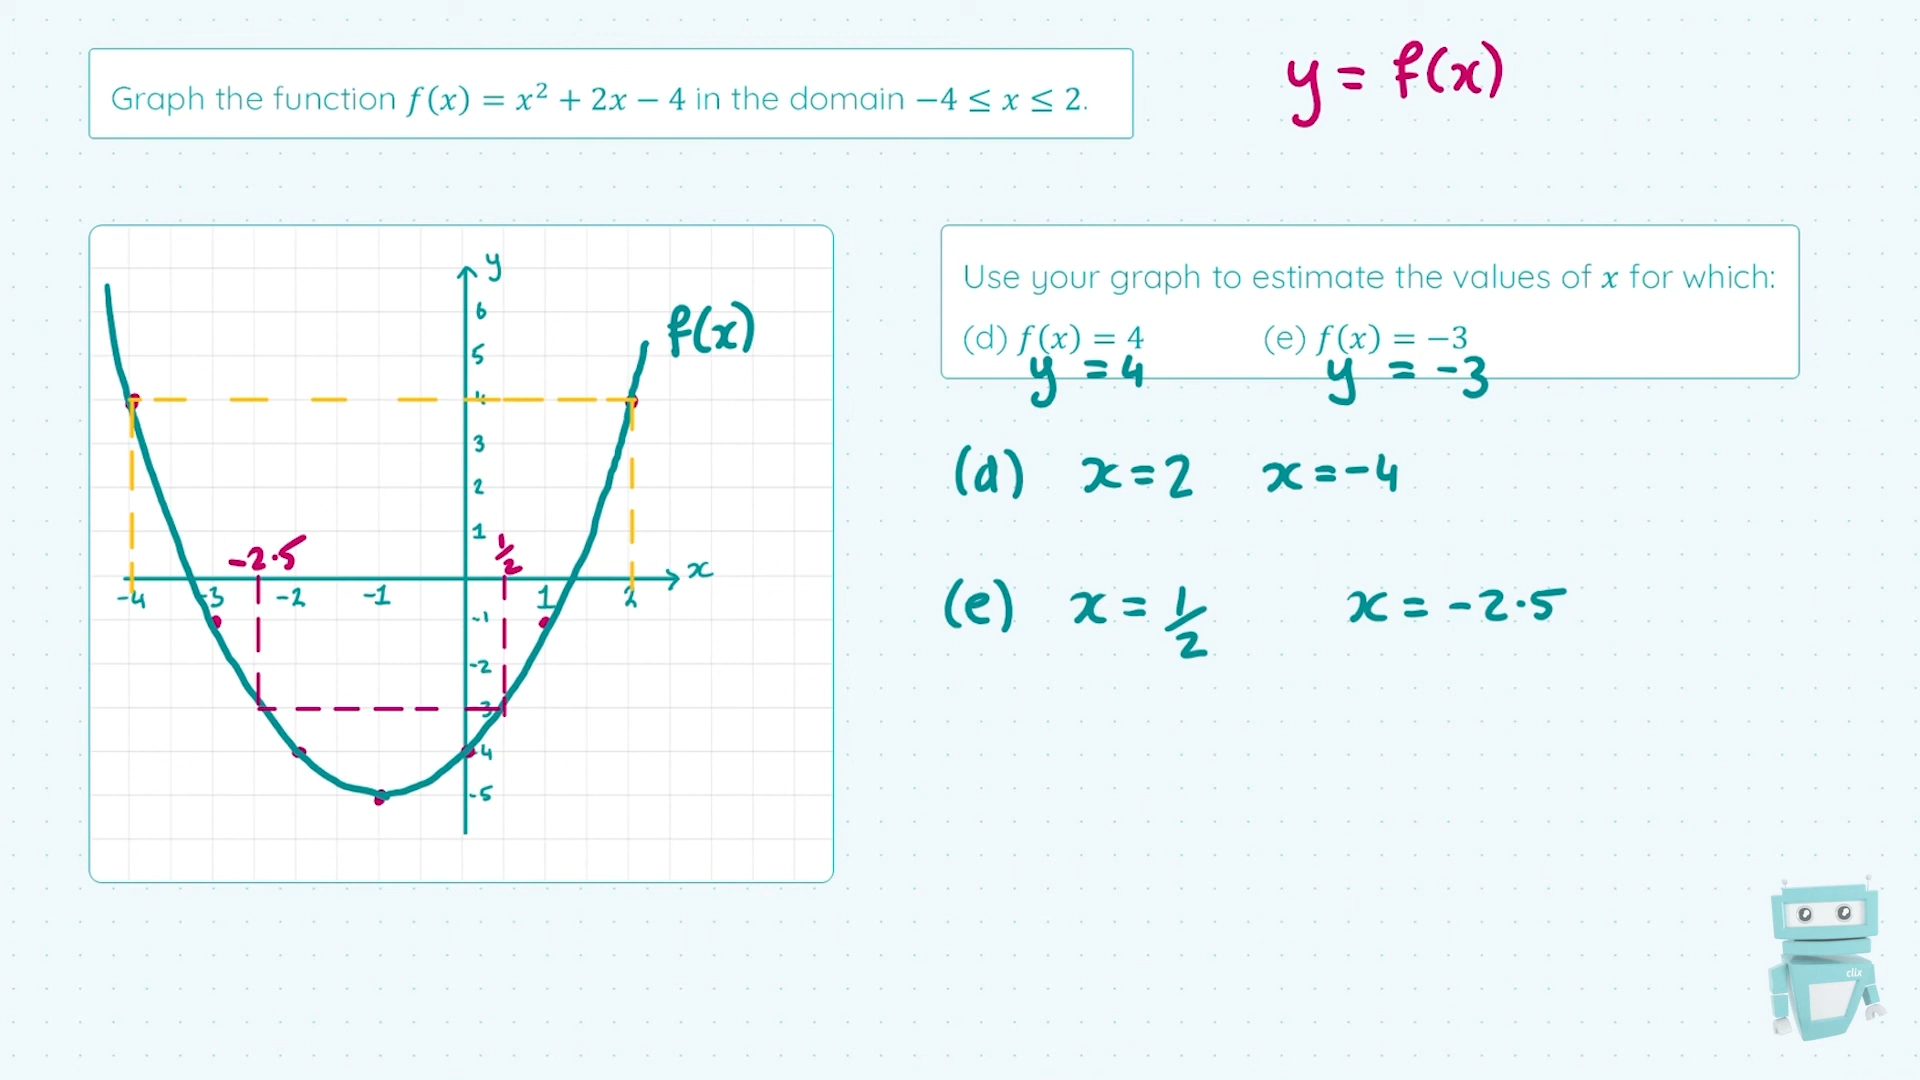 Graph the function f(x) = x² + 2x − 4 in the domain −4 ≤ x ≤ 2.
y = f(x)
Use your graph to estimate the values of x for which:
(d) f(x) = 4 (e) f(x) = −3
y = 4 y = -3
(d) x = 2 x = -4
(e) x = 1/2 x = -2.5
y
6
5
4
3
2
1
f(x)
-2.5 1/2
x
-4 -3 -2 -1 1 2
-1
-2
-3
-4
-5
clix